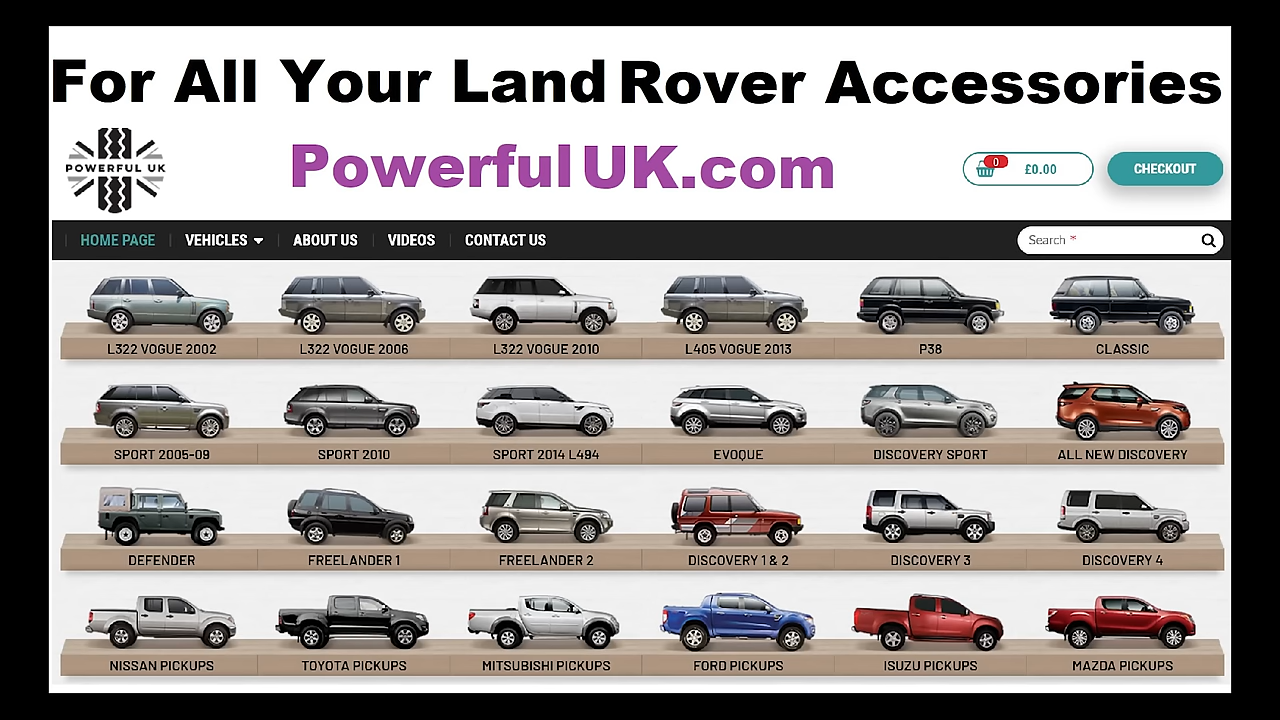 For All Your Land Rover Accessories
POWERFUL UK
PowerfulUK.com
0
£0.00
CHECKOUT
HOME PAGE VEHICLES ABOUT US VIDEOS CONTACT US Search *
L322 VOGUE 2002 L322 VOGUE 2006 L322 VOGUE 2010 L405 VOGUE 2013 P38 CLASSIC
SPORT 2005-09 SPORT 2010 SPORT 2014 L494 EVOQUE DISCOVERY SPORT ALL NEW DISCOVERY
DEFENDER FREELANDER 1 FREELANDER 2 DISCOVERY 1 & 2 DISCOVERY 3 DISCOVERY 4
NISSAN PICKUPS TOYOTA PICKUPS MITSUBISHI PICKUPS FORD PICKUPS ISUZU PICKUPS MAZDA PICKUPS